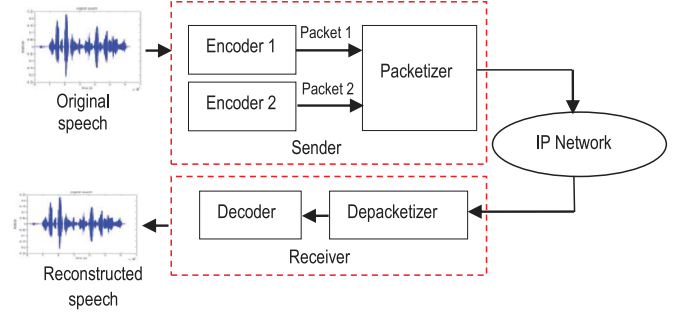 Encoder 1
Packet 1
Encoder 2
Packet 2
Packetizer
Sender
Original
speech
IP Network
Decoder
Depacketizer
Receiver
Reconstructed
speech